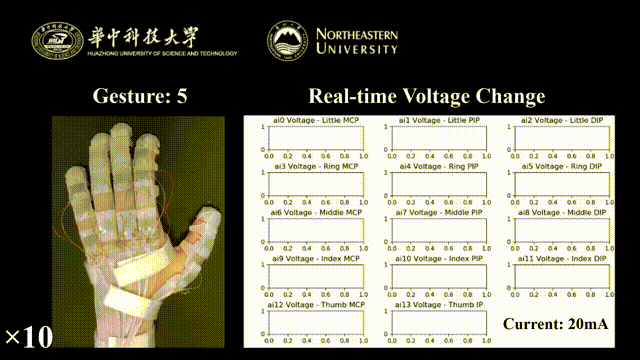 華中科技大学
HUAZHONG UNIVERSITY OF SCIENCE AND TECHNOLOGY
NORTHEASTERN
UNIVERSITY
Gesture: 5
Real-time Voltage Change
ai0 Voltage - Little MCP
ai1 Voltage - Little PIP
ai2 Voltage - Little DIP
1
0
0.0 0.2 0.4 0.6 0.8 1.0
1
0
0.0 0.2 0.4 0.6 0.8 1.0
1
0
0.0 0.2 0.4 0.6 0.8 1.0
ai3 Voltage - Ring MCP
ai4 Voltage - Ring PIP
ai5 Voltage - Ring DIP
1
0
0.0 0.2 0.4 0.6 0.8 1.0
1
0
0.0 0.2 0.4 0.6 0.8 1.0
1
0
0.0 0.2 0.4 0.6 0.8 1.0
ai6 Voltage - Middle MCP
ai7 Voltage - Middle PIP
ai8 Voltage - Middle DIP
1
0
0.0 0.2 0.4 0.6 0.8 1.0
1
0
0.0 0.2 0.4 0.6 0.8 1.0
1
0
0.0 0.2 0.4 0.6 0.8 1.0
ai9 Voltage - Index MCP
ai10 Voltage - Index PIP
ai11 Voltage - Index DIP
1
0
0.0 0.2 0.4 0.6 0.8 1.0
1
0
0.0 0.2 0.4 0.6 0.8 1.0
1
0
0.0 0.2 0.4 0.6 0.8 1.0
ai12 Voltage - Thumb MCP
ai13 Voltage - Thumb IP
1
0
0.0 0.2 0.4 0.6 0.8 1.0
1
0
0.0 0.2 0.4 0.6 0.8 1.0
Current: 20mA
×10